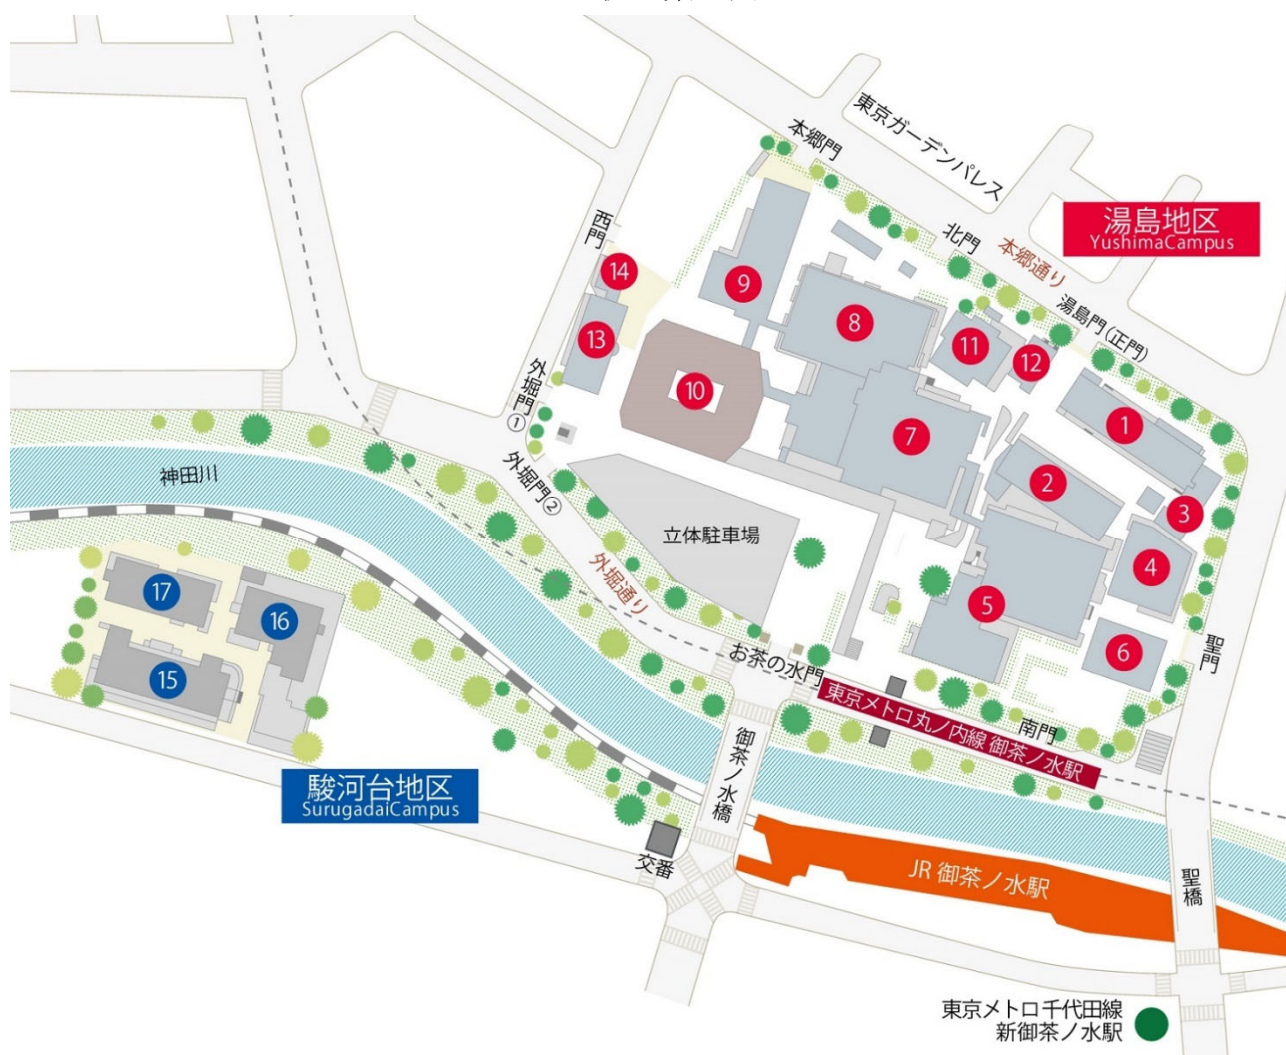 本郷門
東京ガーデンパレス
西門
北門
本郷通り
湯島地区
YushimaCampus
湯島門(正門)
14
9
13
8
11
12
10
外堀門①
7
1
2
3
外堀門②
神田川
立体駐車場
4
外堀通り
5
6
17
16
15
聖門
お茶の水門
東京メトロ丸ノ内線 御茶ノ水駅
南門
御茶ノ水橋
駿河台地区
SurugadaiCampus
交番
JR 御茶ノ水駅
聖橋
東京メトロ千代田線
新御茶ノ水駅